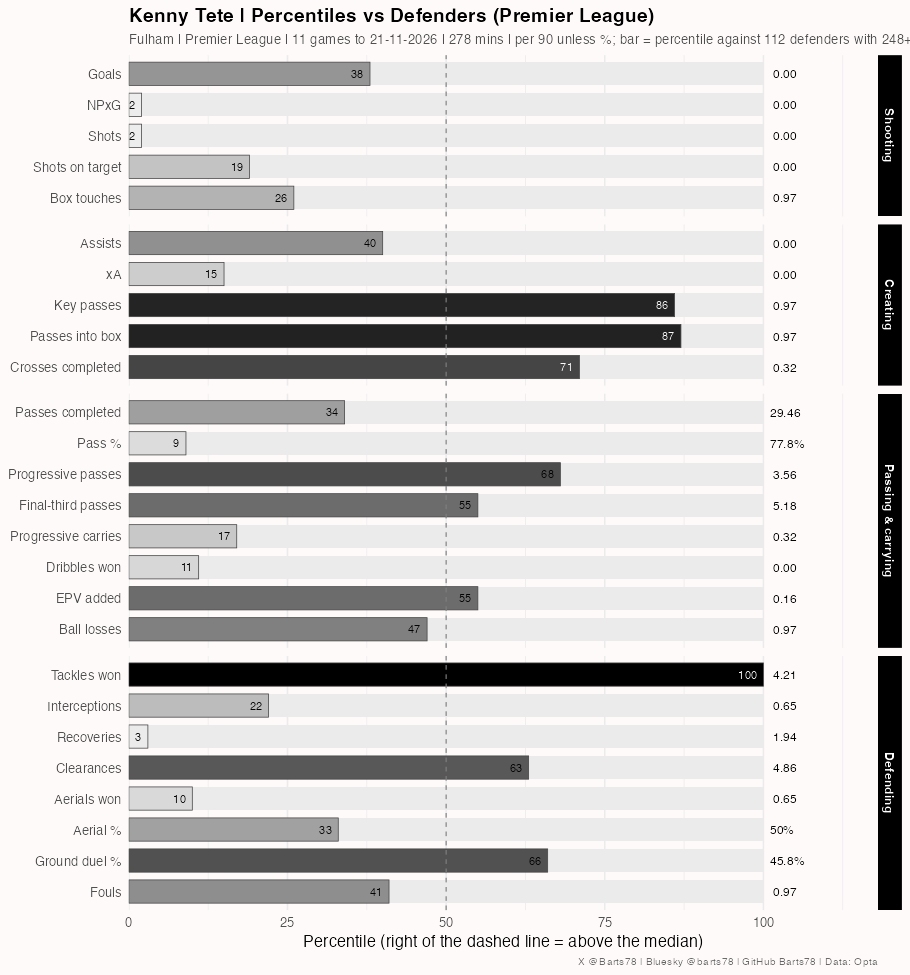 Kenny Tete | Percentiles vs Defenders (Premier League)
Fulham | Premier League | 11 games to 21-11-2026 | 278 mins | per 90 unless %; bar = percentile against 112 defenders with 248+
Shooting
Goals 38 0.00
NPxG 2 0.00
Shots 2 0.00
Shots on target 19 0.00
Box touches 26 0.97
Creating
Assists 40 0.00
xA 15 0.00
Key passes 86 0.97
Passes into box 87 0.97
Crosses completed 71 0.32
Passing & carrying
Passes completed 34 29.46
Pass % 9 77.8%
Progressive passes 68 3.56
Final-third passes 55 5.18
Progressive carries 17 0.32
Dribbles won 11 0.00
EPV added 55 0.16
Ball losses 47 0.97
Defending
Tackles won 100 4.21
Interceptions 22 0.65
Recoveries 3 1.94
Clearances 63 4.86
Aerials won 10 0.65
Aerial % 33 50%
Ground duel % 66 45.8%
Fouls 41 0.97
0 25 50 75 100
Percentile (right of the dashed line = above the median)
X @Barts78 | Bluesky @barts78 | GitHub Barts78 | Data: Opta